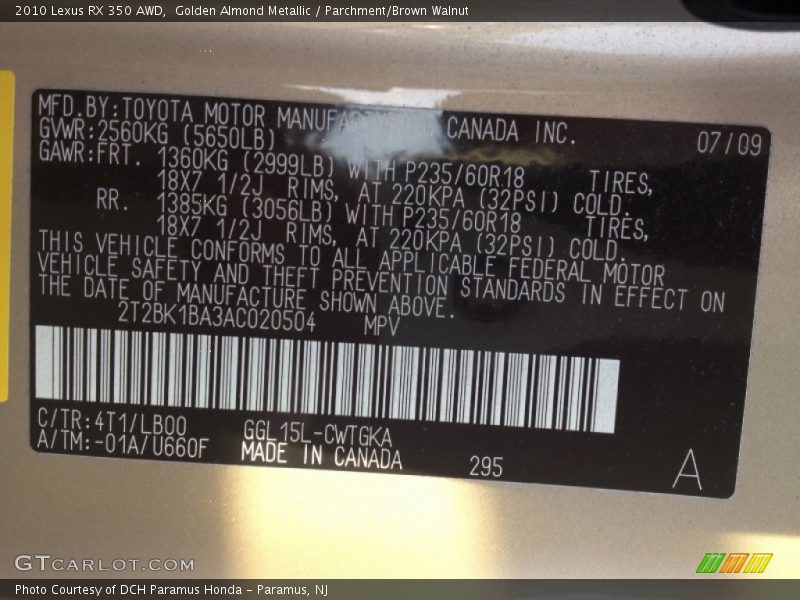 2010 Lexus RX 350 AWD,  Golden Almond Metallic / Parchment/Brown Walnut
MFD.BY:TOYOTA MOTOR MANUFACTURING CANADA INC. 07/09
GVWR:2560KG (5650LB)
GAWR:FRT. 1360KG (2999LB) WITH P235/60R18 TIRES,
18X7 1/2J RIMS, AT 220KPA (32PSI) COLD.
RR. 1385KG (3056LB) WITH P235/60R18 TIRES,
18X7 1/2J RIMS, AT 220KPA (32PSI) COLD.
THIS VEHICLE CONFORMS TO ALL APPLICABLE FEDERAL MOTOR
VEHICLE SAFETY AND THEFT PREVENTION STANDARDS IN EFFECT ON
THE DATE OF MANUFACTURE SHOWN ABOVE.
2T2BK1BA3AC020504 MPV
C/TR:4T1/LB00 GGL15L-CWTGKA
A/TM:-01A/U660F MADE IN CANADA 295 A
GTCARLOT.COM
Photo Courtesy of DCH Paramus Honda - Paramus, NJ